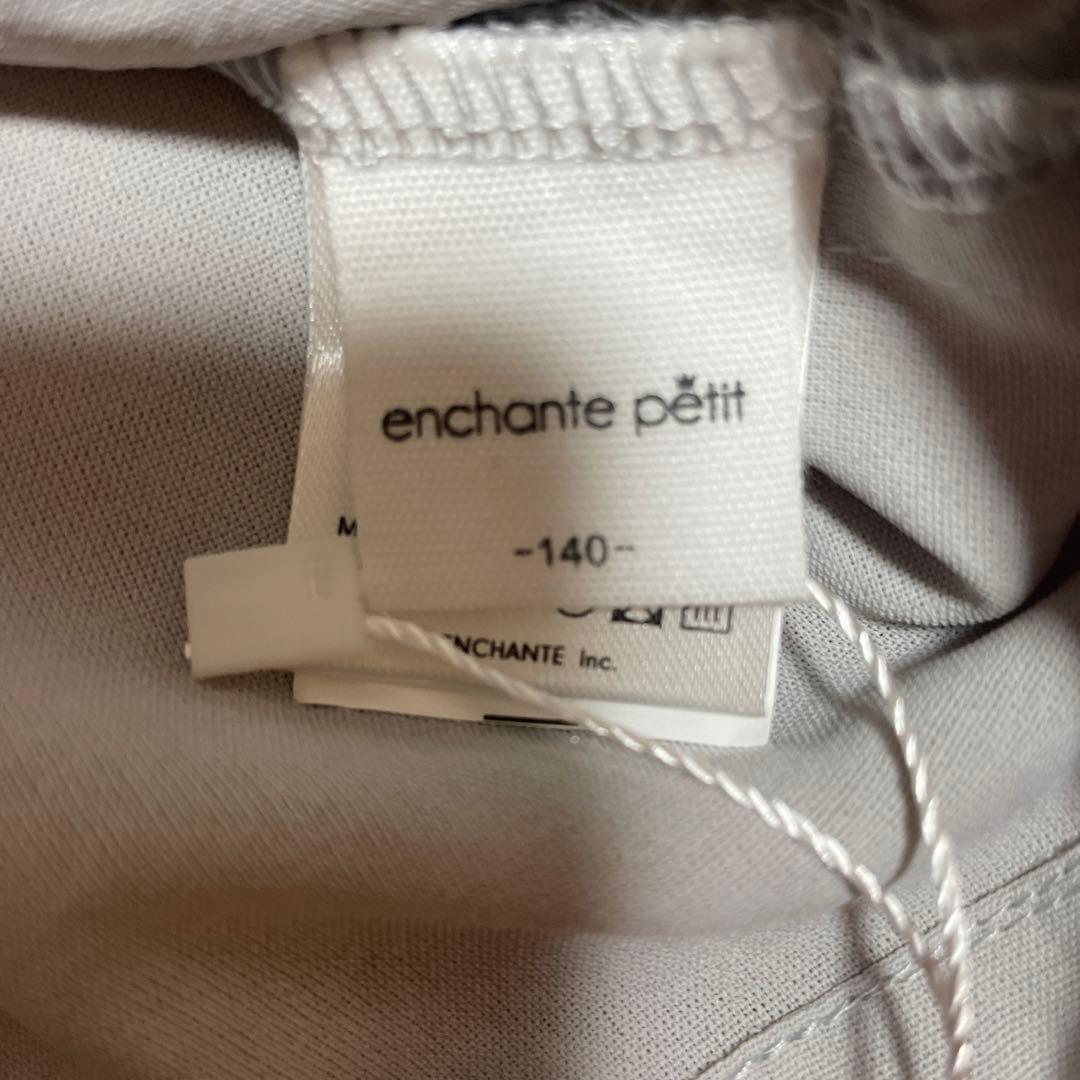 enchante petit
-140-
M
ENCHANTE Inc.